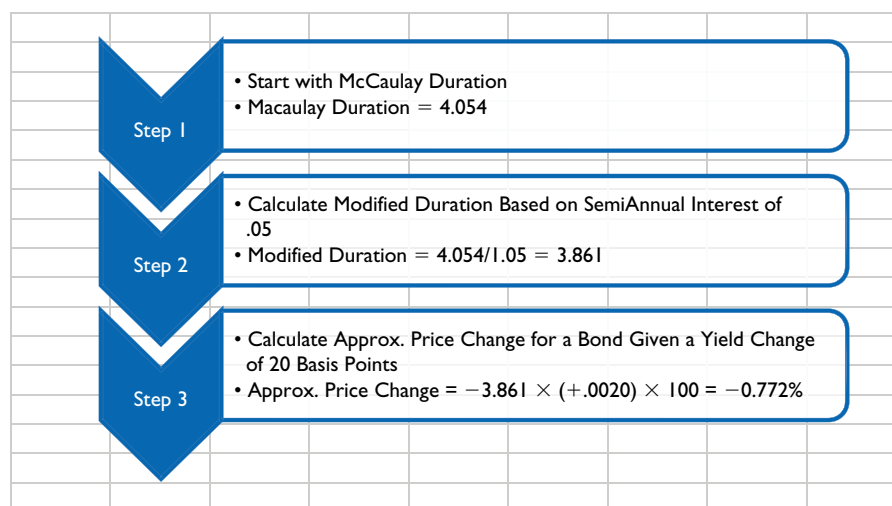 Step 1
• Start with McCaulay Duration
• Macaulay Duration = 4.054
Step 2
• Calculate Modified Duration Based on SemiAnnual Interest of
.05
• Modified Duration = 4.054/1.05 = 3.861
Step 3
• Calculate Approx. Price Change for a Bond Given a Yield Change
of 20 Basis Points
• Approx. Price Change = −3.861 × (+.0020) × 100 = −0.772%